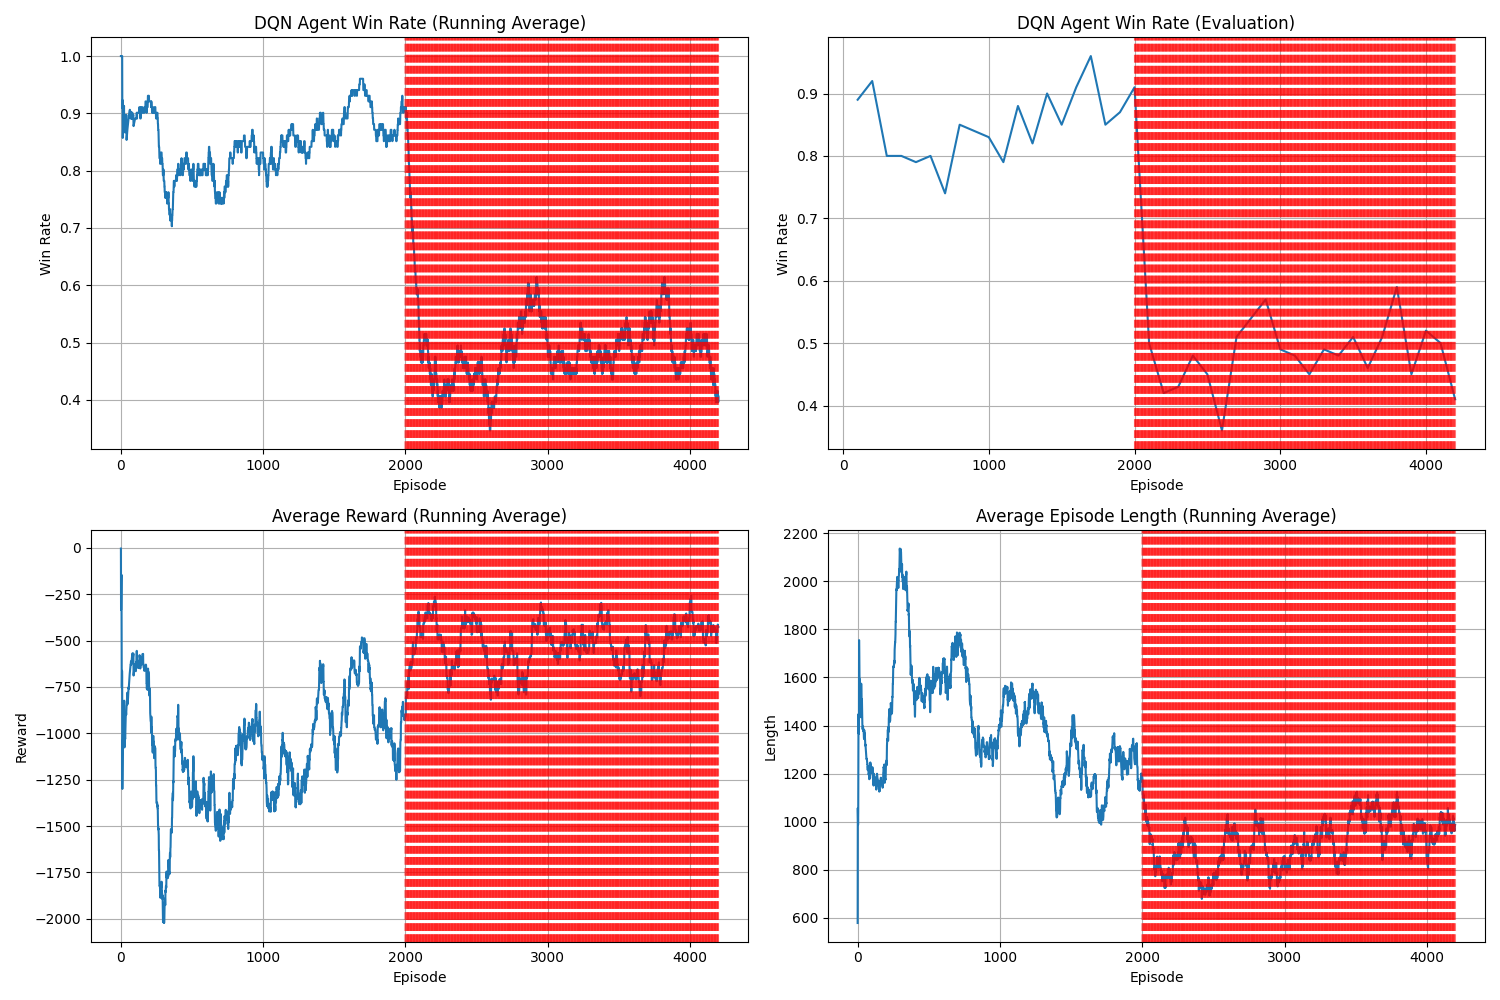 DQN Agent Win Rate (Running Average)
1.0
0.9
0.8
0.7
0.6
0.5
0.4
Win Rate
0 1000 2000 3000 4000
Episode
DQN Agent Win Rate (Evaluation)
0.9
0.8
0.7
0.6
0.5
0.4
Win Rate
0 1000 2000 3000 4000
Episode
Average Reward (Running Average)
0
−250
−500
−750
−1000
−1250
−1500
−1750
−2000
Reward
0 1000 2000 3000 4000
Episode
Average Episode Length (Running Average)
2200
2000
1800
1600
1400
1200
1000
800
600
Length
0 1000 2000 3000 4000
Episode